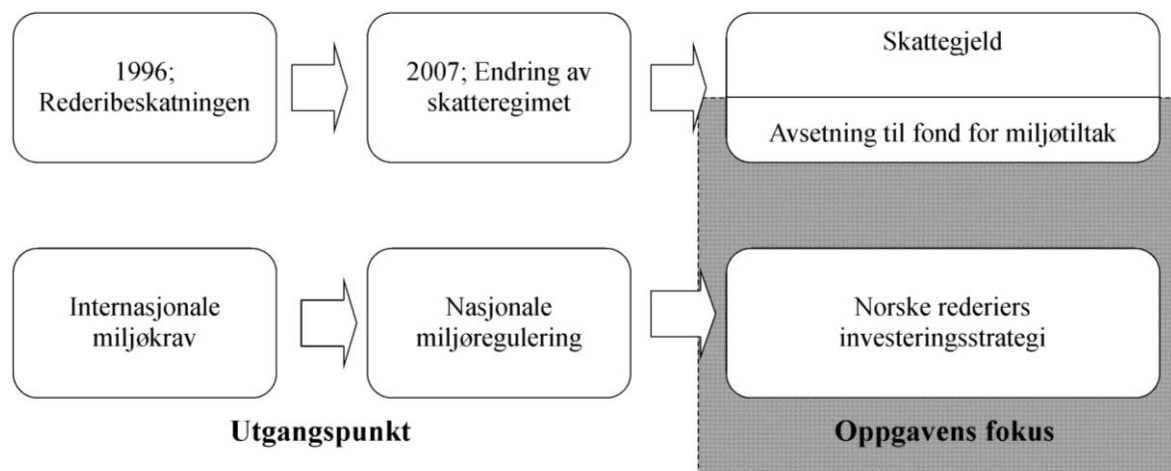 1996;
Rederibeskatningen
2007; Endring av
skatteregimet
Skattegjeld
Avsetning til fond for miljøtiltak
Internasjonale
miljøkrav
Nasjonale
miljøregulering
Norske rederiers
investeringsstrategi
Utgangspunkt
Oppgavens fokus